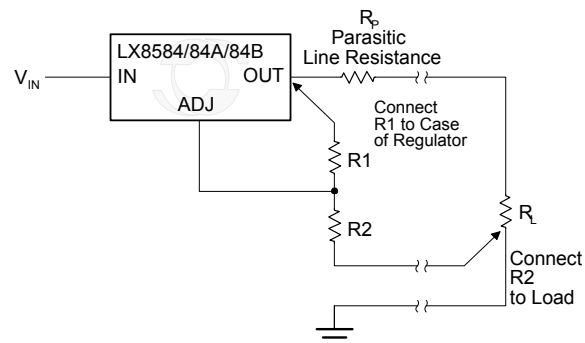 R_P
Parasitic
Line Resistance
LX8584/84A/84B
V_IN
IN
OUT
ADJ
Connect
R1 to Case
of Regulator
R1
R2
R_L
Connect
R2
to Load